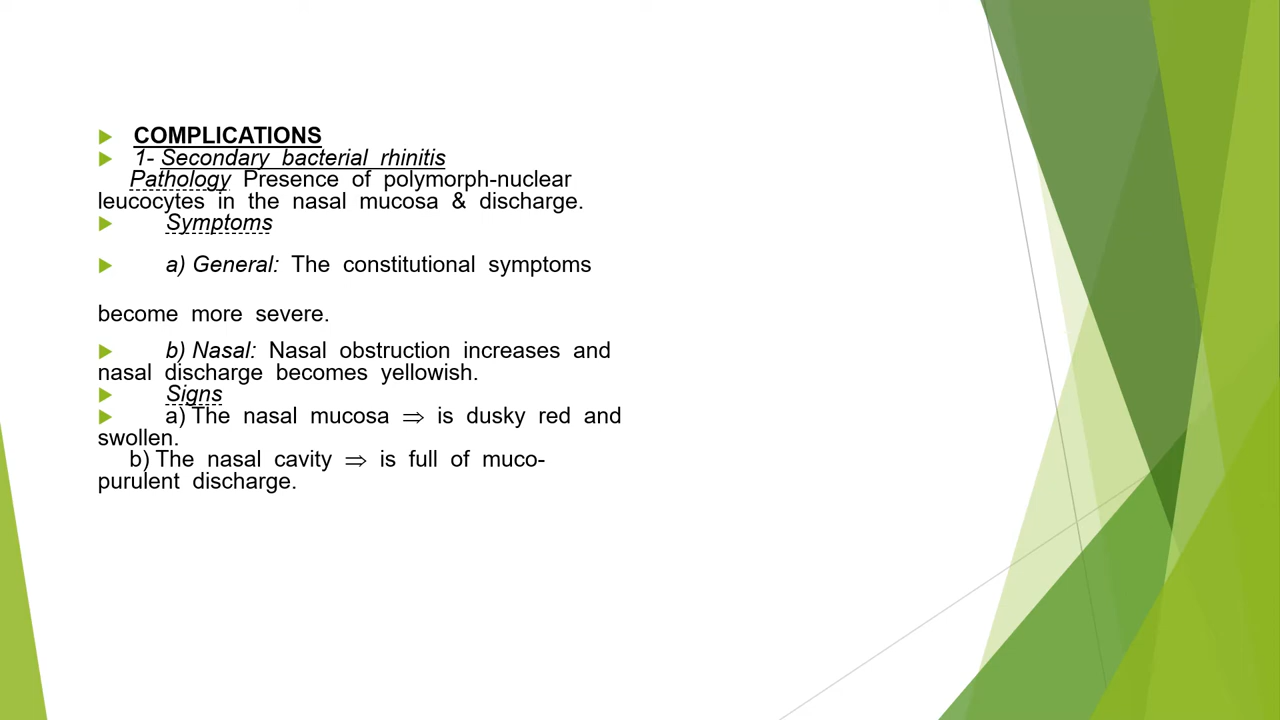 COMPLICATIONS
1- Secondary bacterial rhinitis
Pathology Presence of polymorph-nuclear
leucocytes in the nasal mucosa & discharge.
Symptoms
a) General: The constitutional symptoms
become more severe.
b) Nasal: Nasal obstruction increases and
nasal discharge becomes yellowish.
Signs
a) The nasal mucosa ⇒ is dusky red and
swollen.
b) The nasal cavity ⇒ is full of muco-
purulent discharge.